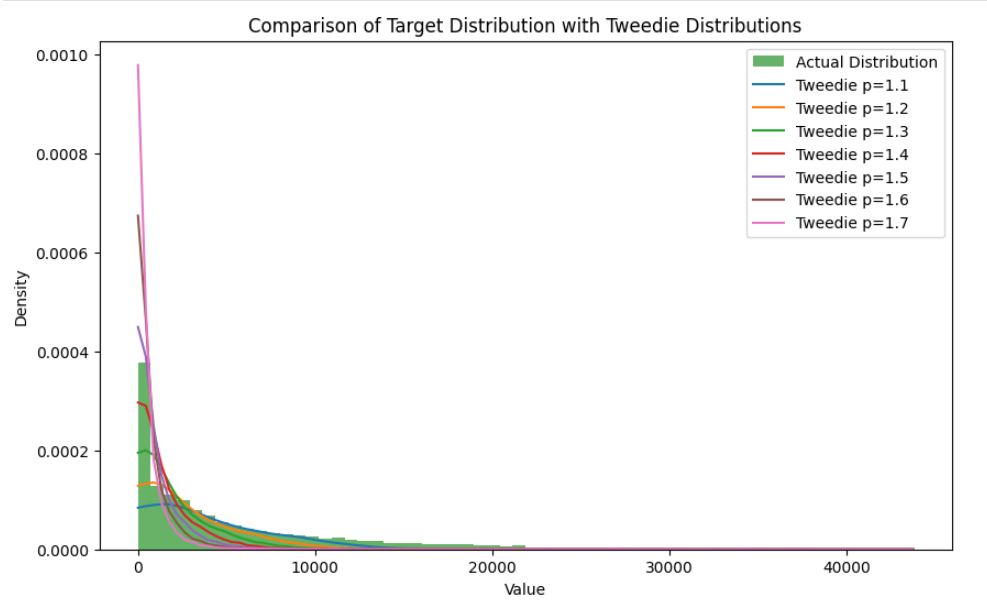 Comparison of Target Distribution with Tweedie Distributions
0.0010
0.0008
0.0006
0.0004
0.0002
0.0000
Density
Actual Distribution
Tweedie p=1.1
Tweedie p=1.2
Tweedie p=1.3
Tweedie p=1.4
Tweedie p=1.5
Tweedie p=1.6
Tweedie p=1.7
0 10000 20000 30000 40000
Value